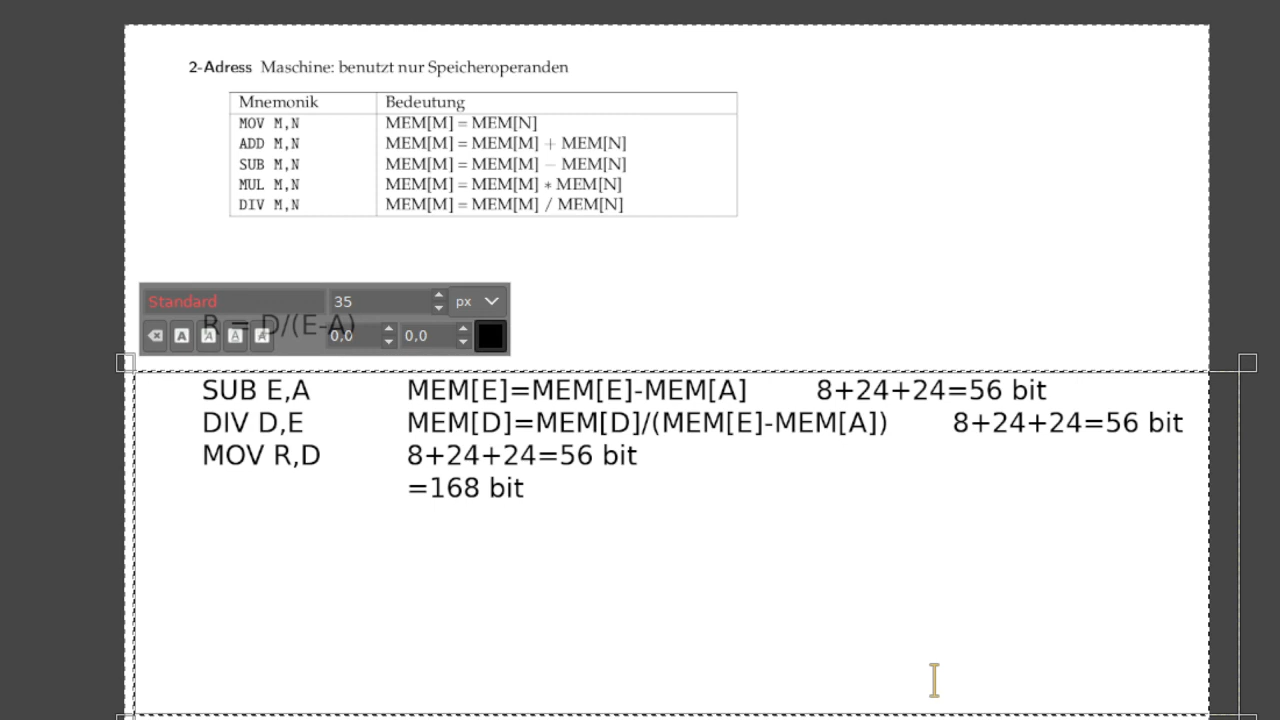 2-Adress Maschine: benutzt nur Speicheroperanden
Mnemonik Bedeutung
MOV M,N MEM[M] = MEM[N]
ADD M,N MEM[M] = MEM[M] + MEM[N]
SUB M,N MEM[M] = MEM[M] − MEM[N]
MUL M,N MEM[M] = MEM[M] * MEM[N]
DIV M,N MEM[M] = MEM[M] / MEM[N]
Standard 35 px
R = D/(E-A)
A A A A 0,0 0,0
SUB E,A MEM[E]=MEM[E]-MEM[A] 8+24+24=56 bit
DIV D,E MEM[D]=MEM[D]/(MEM[E]-MEM[A]) 8+24+24=56 bit
MOV R,D 8+24+24=56 bit
=168 bit